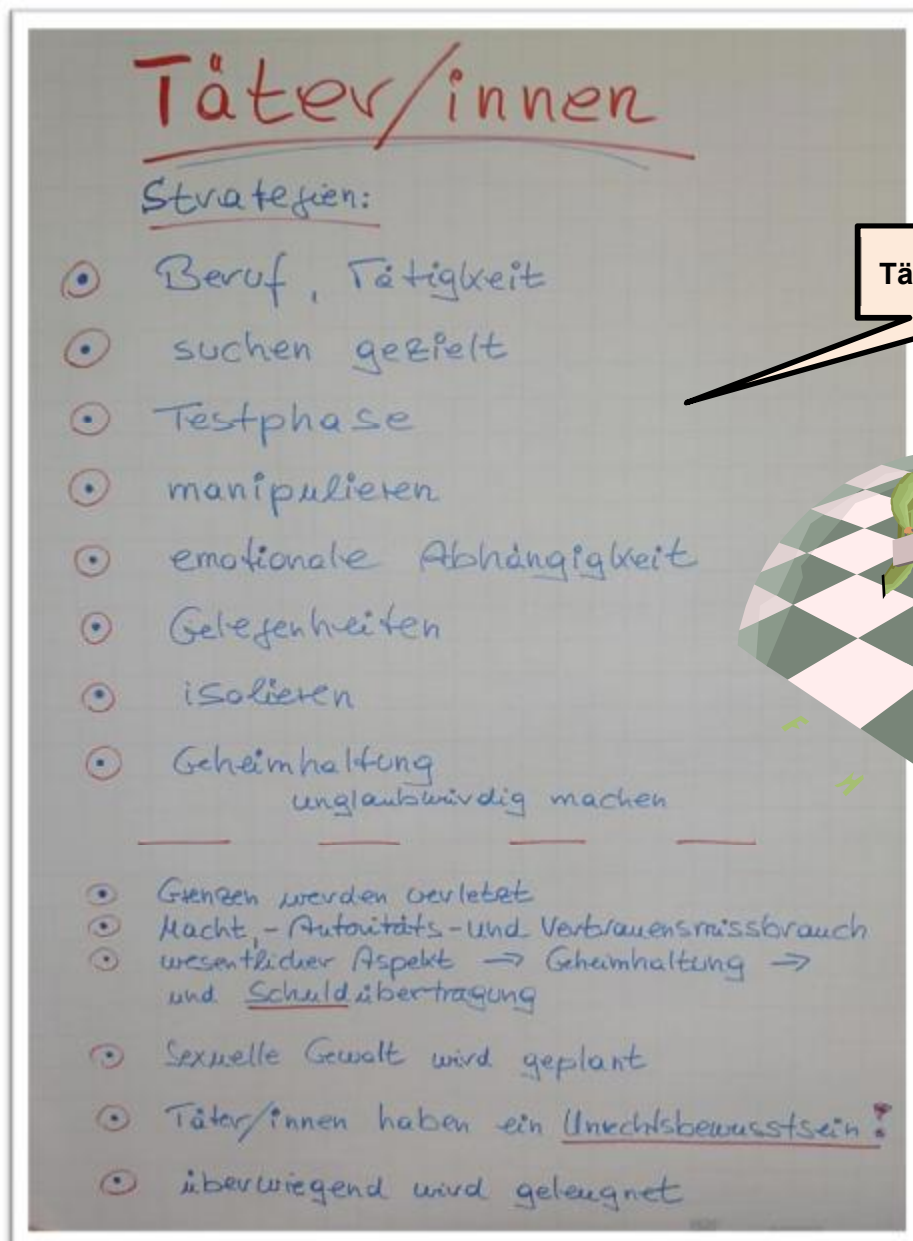 Täter/innen
Strategien:
Beruf, Tätigkeit
suchen gezielt
Testphase
manipulieren
emotionale Abhängigkeit
Gelegenheiten
isolieren
Geheimhaltung
unglaubwürdig machen
Grenzen werden verletzt
Macht,- Autoritäts- und Vertrauensmissbrauch
wesentlicher Aspekt → Geheimhaltung →
und Schuldübertragung
Sexuelle Gewalt wird geplant
Täter/innen haben ein Unrechtsbewusstsein!
überwiegend wird geleugnet
Tä